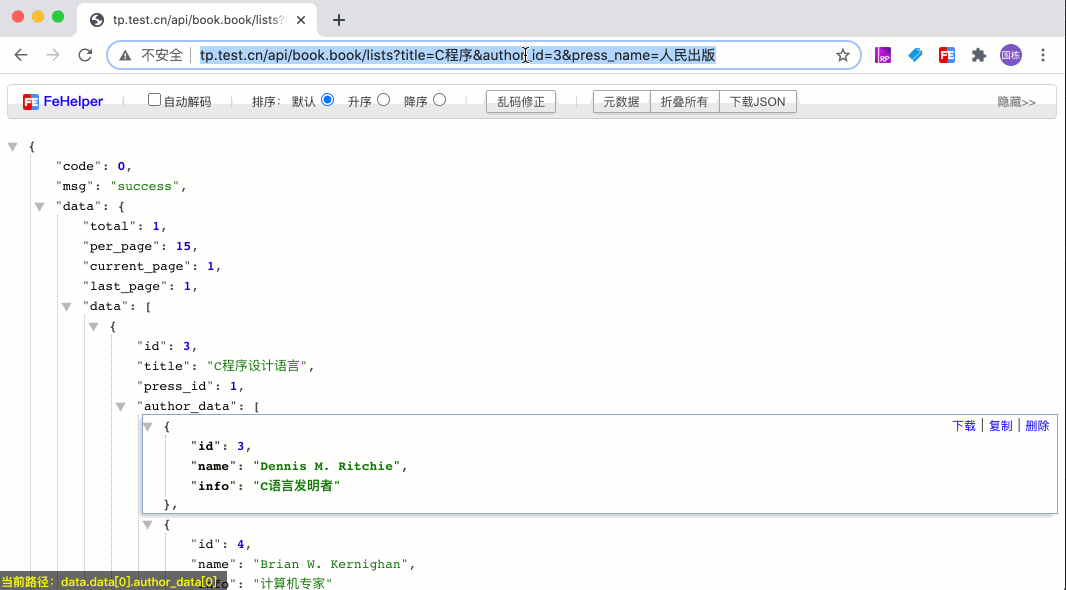 tp.test.cn/api/book.book/lists?
不安全 tp.test.cn/api/book.book/lists?title=C程序&author_id=3&press_name=人民出版
RP FE 国栋
FE FeHelper 自动解码 排序: 默认 升序 降序 乱码修正 元数据 折叠所有 下载JSON 隐藏>>
{
"code": 0,
"msg": "success",
"data": {
"total": 1,
"per_page": 15,
"current_page": 1,
"last_page": 1,
"data": [
{
"id": 3,
"title": "C程序设计语言",
"press_id": 1,
"author_data": [
{ 下载 | 复制 | 删除
"id": 3,
"name": "Dennis M. Ritchie",
"info": "C语言发明者"
},
{
"id": 4,
"name": "Brian W. Kernighan",
"info": "计算机专家"
当前路径: data.data[0].author_data[0]